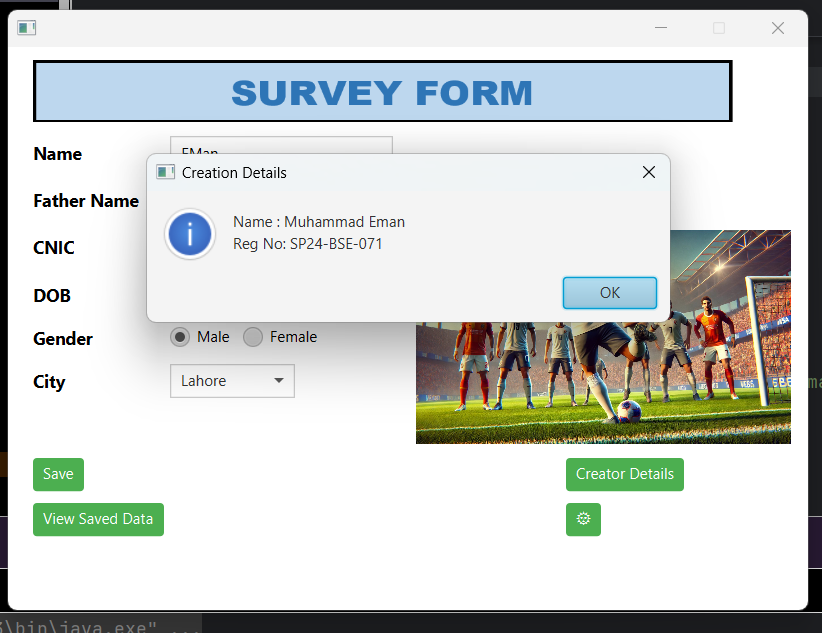 SURVEY FORM
Name
EMan
Creation Details
Father Name
Name : Muhammad Eman
Reg No: SP24-BSE-071
CNIC
DOB
OK
Gender
Male
Female
City
Lahore
Save
Creator Details
View Saved Data
\bin\java.exe" ...